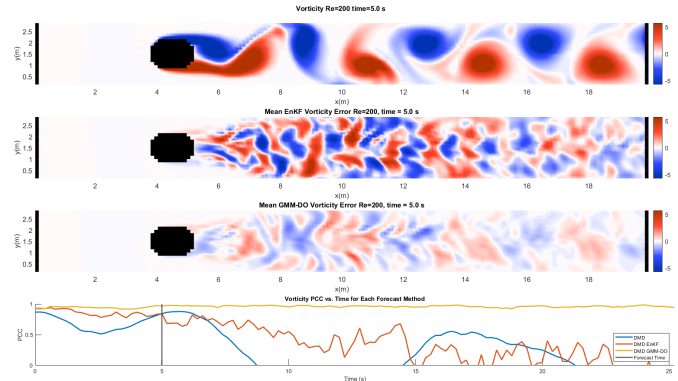 Vorticity Re=200 time=5.0 s
y(m)
2.5
2
1.5
1
0.5
5
0
-5
2 4 6 8 10 12 14 16 18
x(m)
Mean EnKF Vorticity Error Re=200, time = 5.0 s
y(m)
2.5
2
1.5
1
0.5
5
0
-5
2 4 6 8 10 12 14 16 18
x(m)
Mean GMM-DO Vorticity Error Re=200, time = 5.0 s
y(m)
2.5
2
1.5
1
0.5
5
0
-5
2 4 6 8 10 12 14 16 18
x(m)
Vorticity PCC vs. Time for Each Forecast Method
PCC
1
0.5
0
DMD
DMD EnKF
DMD GMM-DO
Forecast Time
0 5 10 15 20 25
Time (s)